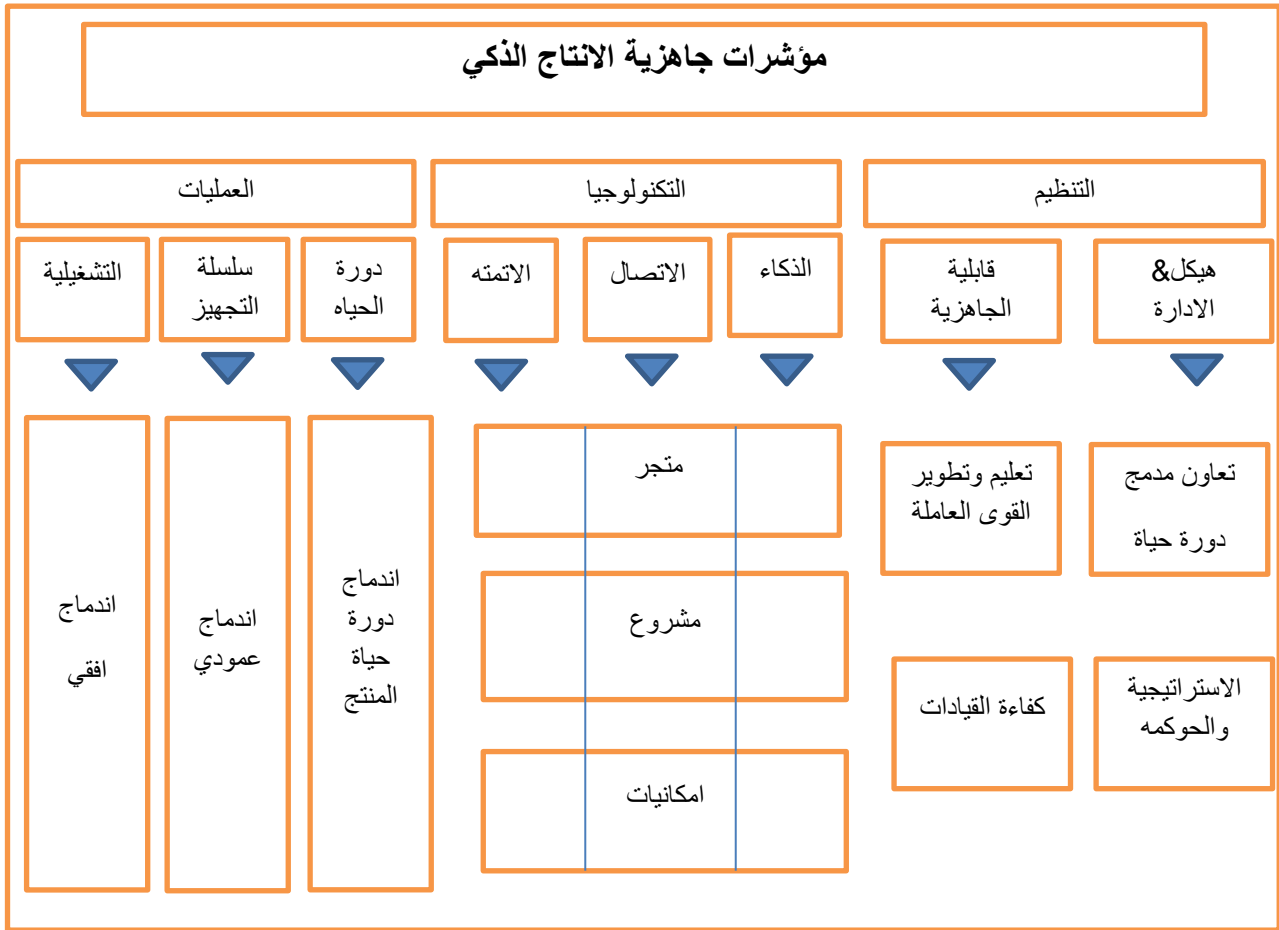 مؤشرات جاهزية الانتاج الذكي
التنظيم
التكنولوجيا
العمليات
هيكل&
الادارة
قابلية
الجاهزية
الذكاء
الاتصال
الاتمته
دورة
الحياه
سلسلة
التجهيز
التشغيلية
تعاون مدمج
دورة حياة
تعليم وتطوير
القوى العاملة
الاستراتيجية
والحوكمه
كفاءة القيادات
متجر
مشروع
امكانيات
اندماج
دورة
حياة
المنتج
اندماج
عمودي
اندماج
افقي